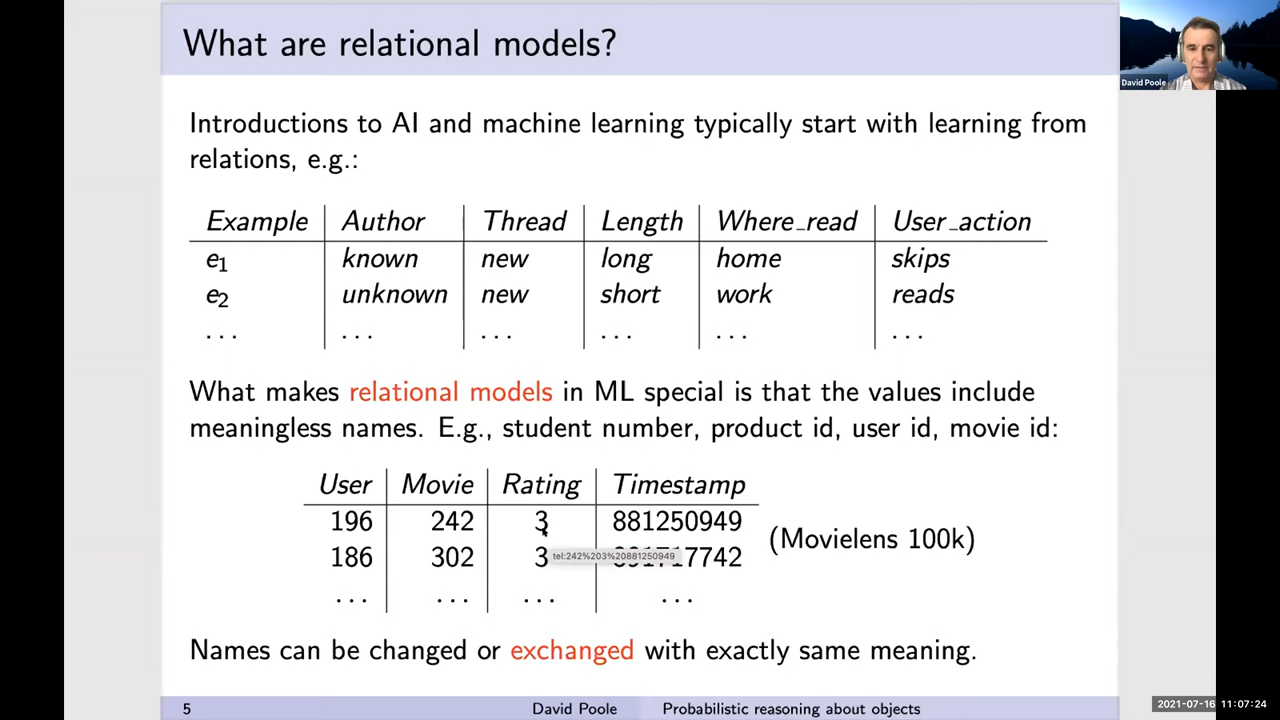 What are relational models?
David Poole
Introductions to AI and machine learning typically start with learning from
relations, e.g.:
Example Author Thread Length Where_read User_action
e1 known new long home skips
e2 unknown new short work reads
... ... ... ... ... ...
What makes relational models in ML special is that the values include
meaningless names. E.g., student number, product id, user id, movie id:
User Movie Rating Timestamp
196 242 3 881250949
(Movielens 100k)
186 302 3 891717742
tel:242%203%20881250949
... ... ... ...
Names can be changed or exchanged with exactly same meaning.
5 David Poole Probabilistic reasoning about objects
2021-07-16 11:07:24